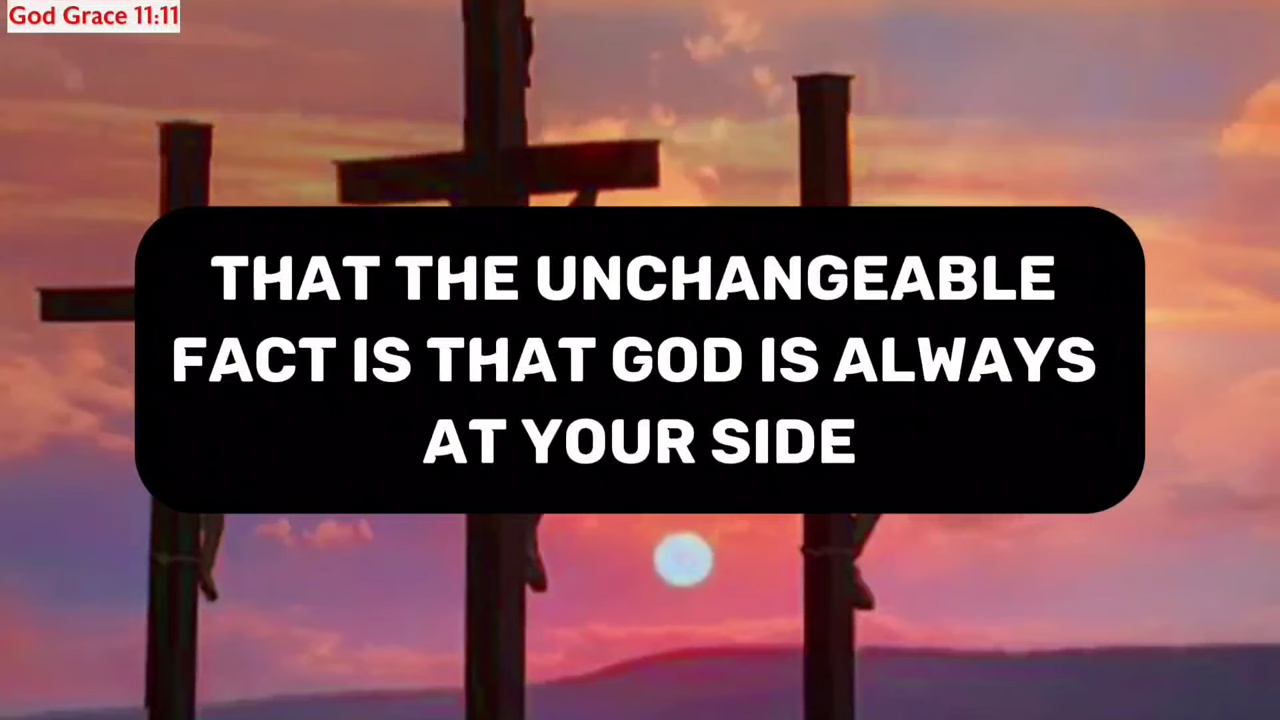 God Grace 11:11
THAT THE UNCHANGEABLE
FACT IS THAT GOD IS ALWAYS
AT YOUR SIDE